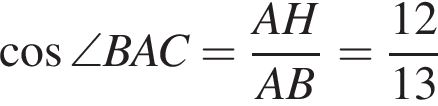 cos ∠BAC = AH/AB = 12/13